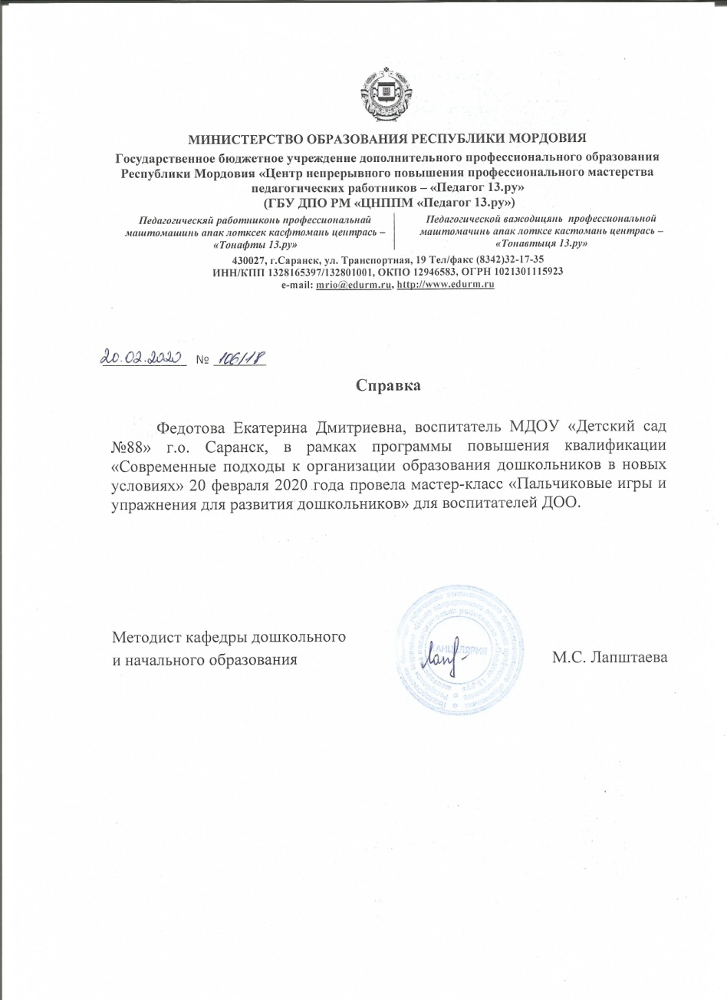 МИНИСТЕРСТВО ОБРАЗОВАНИЯ РЕСПУБЛИКИ МОРДОВИЯ
Государственное бюджетное учреждение дополнительного профессионального образования
Республики Мордовия «Центр непрерывного повышения профессионального мастерства
педагогических работников – «Педагог 13.ру»
(ГБУ ДПО РМ «ЦНППМ «Педагог 13.ру»)
Педагогическяй работниконь профессиональнай
маштомашинь апак лотксек касфтомань центрась –
«Тонафты 13.ру»
Педагогической важодицянь профессиональной
маштомачинь апак лотксе кастомань центрась –
«Тонавтыця 13.ру»
430027, г.Саранск, ул. Транспортная, 19 Тел/факс (8342)32-17-35
ИНН/КПП 1328165397/132801001, ОКПО 12946583, ОГРН 1021301115923
e-mail: mrio@edurm.ru, http://www.edurm.ru
20.02.2020 № 106/18
Справка
Федотова Екатерина Дмитриевна, воспитатель МДОУ «Детский сад
№88» г.о. Саранск, в рамках программы повышения квалификации
«Современные подходы к организации образования дошкольников в новых
условиях» 20 февраля 2020 года провела мастер-класс «Пальчиковые игры и
упражнения для развития дошкольников» для воспитателей ДОО.
Методист кафедры дошкольного
и начального образования
КАНЦЕЛЯРИЯ
М.С. Лапштаева